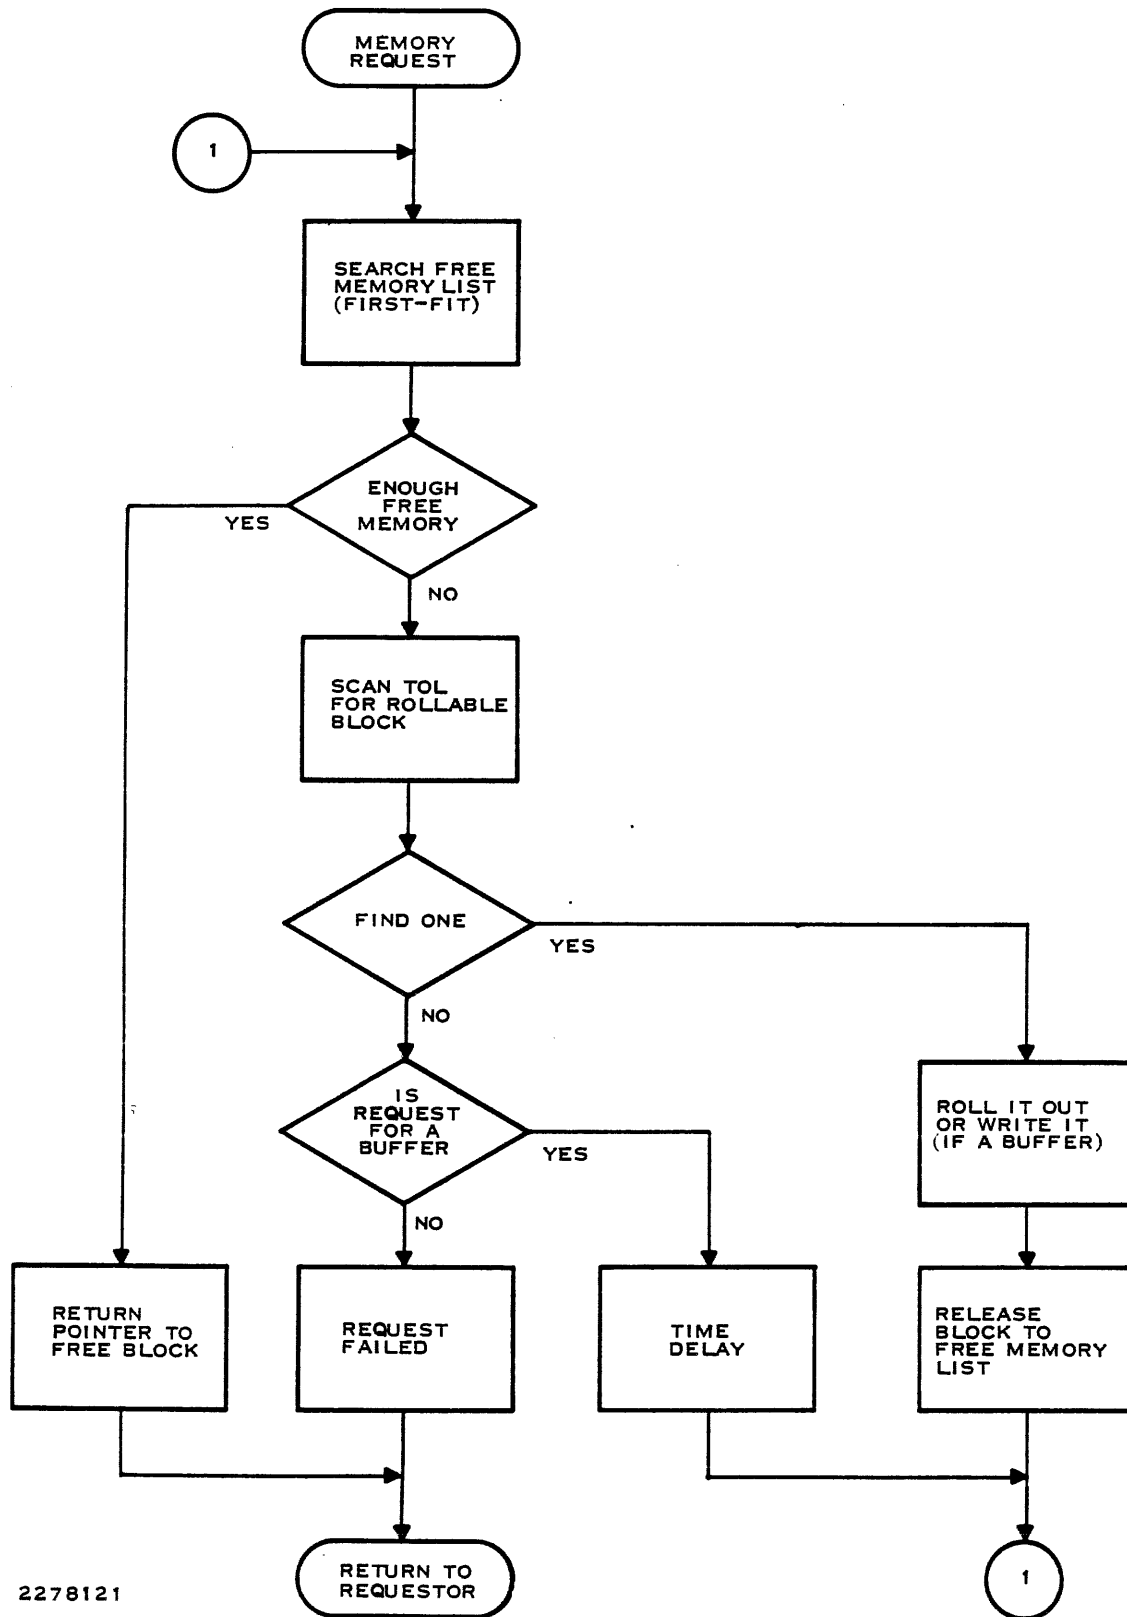 MEMORY
REQUEST
1
SEARCH FREE
MEMORY LIST
(FIRST-FIT)
ENOUGH
FREE
MEMORY
YES
NO
SCAN TOL
FOR ROLLABLE
BLOCK
FIND ONE
YES
NO
IS
REQUEST
FOR A
BUFFER
YES
NO
ROLL IT OUT
OR WRITE IT
(IF A BUFFER)
RETURN
POINTER TO
FREE BLOCK
REQUEST
FAILED
TIME
DELAY
RELEASE
BLOCK TO
FREE MEMORY
LIST
RETURN TO
REQUESTOR
1
2278121